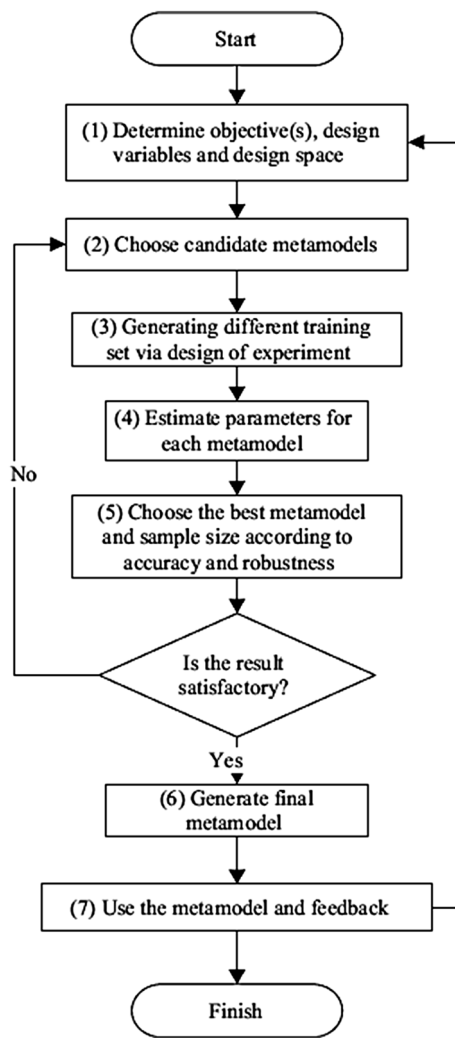 Start
(1) Determine objective(s), design
variables and design space
(2) Choose candidate metamodels
(3) Generating different training
set via design of experiment
(4) Estimate parameters for
each metamodel
No
(5) Choose the best metamodel
and sample size according to
accuracy and robustness
Is the result
satisfactory?
Yes
(6) Generate final
metamodel
(7) Use the metamodel and feedback
Finish